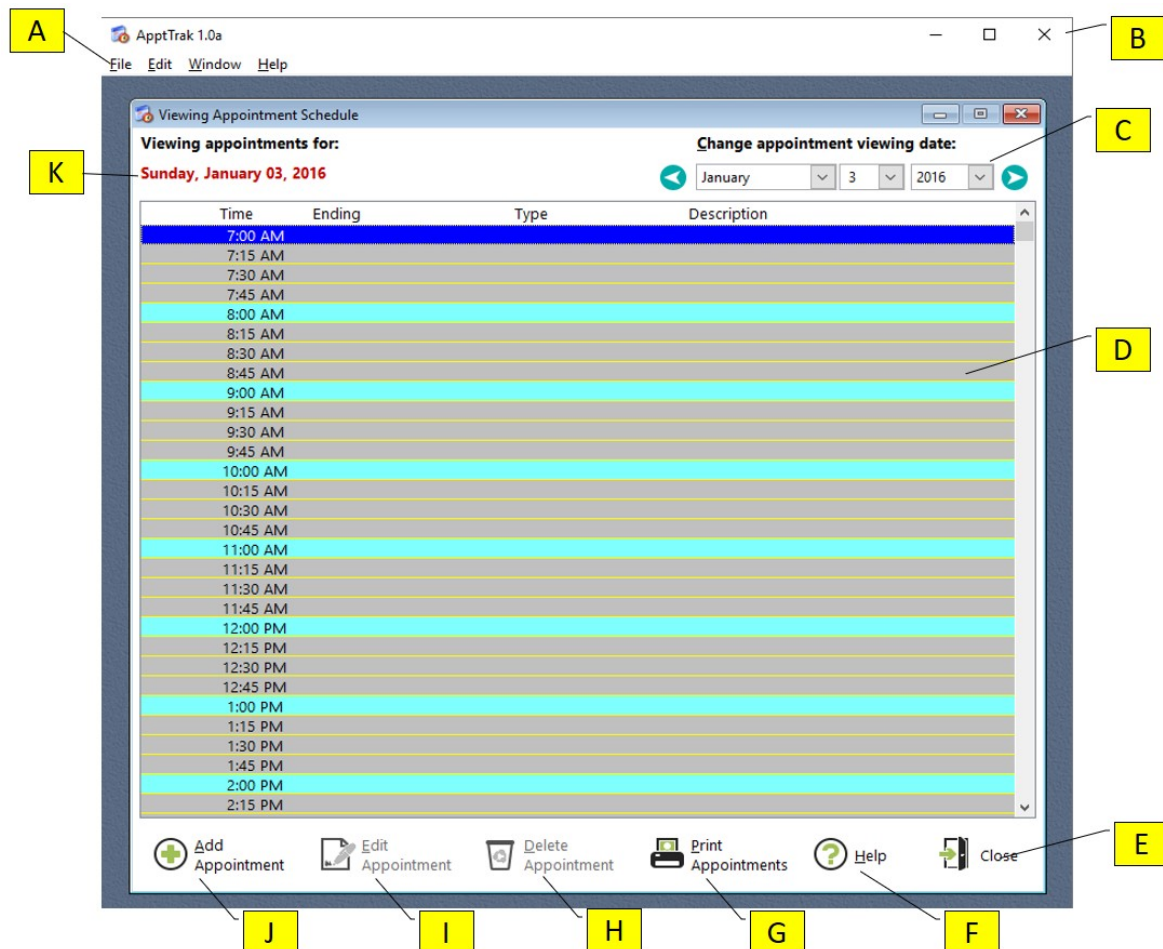 A
ApptTrak 1.0a
B
File Edit Window Help
Viewing Appointment Schedule
C
Viewing appointments for:
Change appointment viewing date:
K
Sunday, January 03, 2016
January 3 2016
Time Ending Type Description
7:00 AM
7:15 AM
7:30 AM
7:45 AM
8:00 AM
8:15 AM
8:30 AM
D
8:45 AM
9:00 AM
9:15 AM
9:30 AM
9:45 AM
10:00 AM
10:15 AM
10:30 AM
10:45 AM
11:00 AM
11:15 AM
11:30 AM
11:45 AM
12:00 PM
12:15 PM
12:30 PM
12:45 PM
1:00 PM
1:15 PM
1:30 PM
1:45 PM
2:00 PM
2:15 PM
Add
Appointment
Edit
Appointment
Delete
Appointment
Print
Appointments
Help
Close
E
J
I
H
G
F